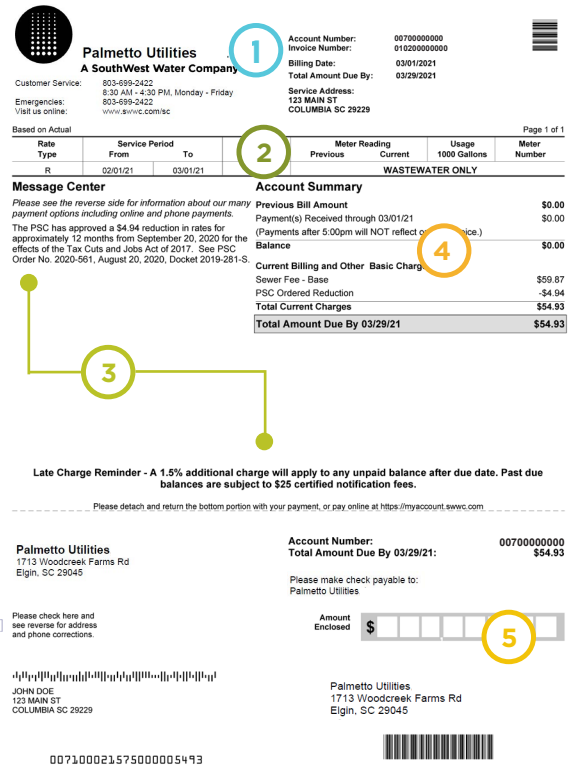 Palmetto Utilities
A SouthWest Water Company
Customer Service: 803-699-2422
8:30 AM - 4:30 PM, Monday - Friday
Emergencies: 803-699-2422
Visit us online: www.swwc.com/sc
1
Account Number: 00700000000
Invoice Number: 010200000000
Billing Date: 03/01/2021
Total Amount Due By: 03/29/2021
Service Address:
123 MAIN ST
COLUMBIA SC 29229
Based on Actual
Page 1 of 1
Rate Type
Service Period
From To
2
Meter Reading
Previous Current
Usage
1000 Gallons
Meter
Number
R 02/01/21 03/01/21 WASTEWATER ONLY
Message Center
Please see the reverse side for information about our many
payment options including online and phone payments.
The PSC has approved a $4.94 reduction in rates for
approximately 12 months from September 20, 2020 for the
effects of the Tax Cuts and Jobs Act of 2017. See PSC
Order No. 2020-561, August 20, 2020, Docket 2019-281-S.
3
Account Summary
Previous Bill Amount $0.00
Payment(s) Received through 03/01/21 $0.00
(Payments after 5:00pm will NOT reflect
Balance $0.00
4
Current Billing and Other Basic
Sewer Fee - Base $59.87
PSC Ordered Reduction -$4.94
Total Current Charges $54.93
Total Amount Due By 03/29/21 $54.93
Late Charge Reminder - A 1.5% additional charge will apply to any unpaid balance after due date. Past due
balances are subject to $25 certified notification fees.
Please detach and return the bottom portion with your payment, or pay online at https://myaccount.swwc.com
Palmetto Utilities
1713 Woodcreek Farms Rd
Elgin, SC 29045
Account Number: 00700000000
Total Amount Due By 03/29/21: $54.93
Please make check payable to:
Palmetto Utilities
Please check here and
see reverse for address
and phone corrections.
Amount
Enclosed $
5
JOHN DOE
123 MAIN ST
COLUMBIA SC 29229
Palmetto Utilities
1713 Woodcreek Farms Rd
Elgin, SC 29045
007100021575000005493